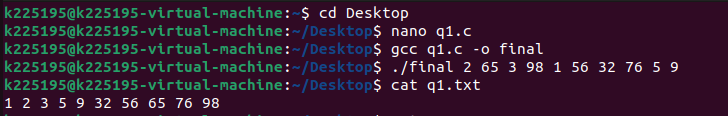 k225195@k225195-virtual-machine:~$ cd Desktop
k225195@k225195-virtual-machine:~/Desktop$ nano q1.c
k225195@k225195-virtual-machine:~/Desktop$ gcc q1.c -o final
k225195@k225195-virtual-machine:~/Desktop$ ./final 2 65 3 98 1 56 32 76 5 9
k225195@k225195-virtual-machine:~/Desktop$ cat q1.txt
1 2 3 5 9 32 56 65 76 98